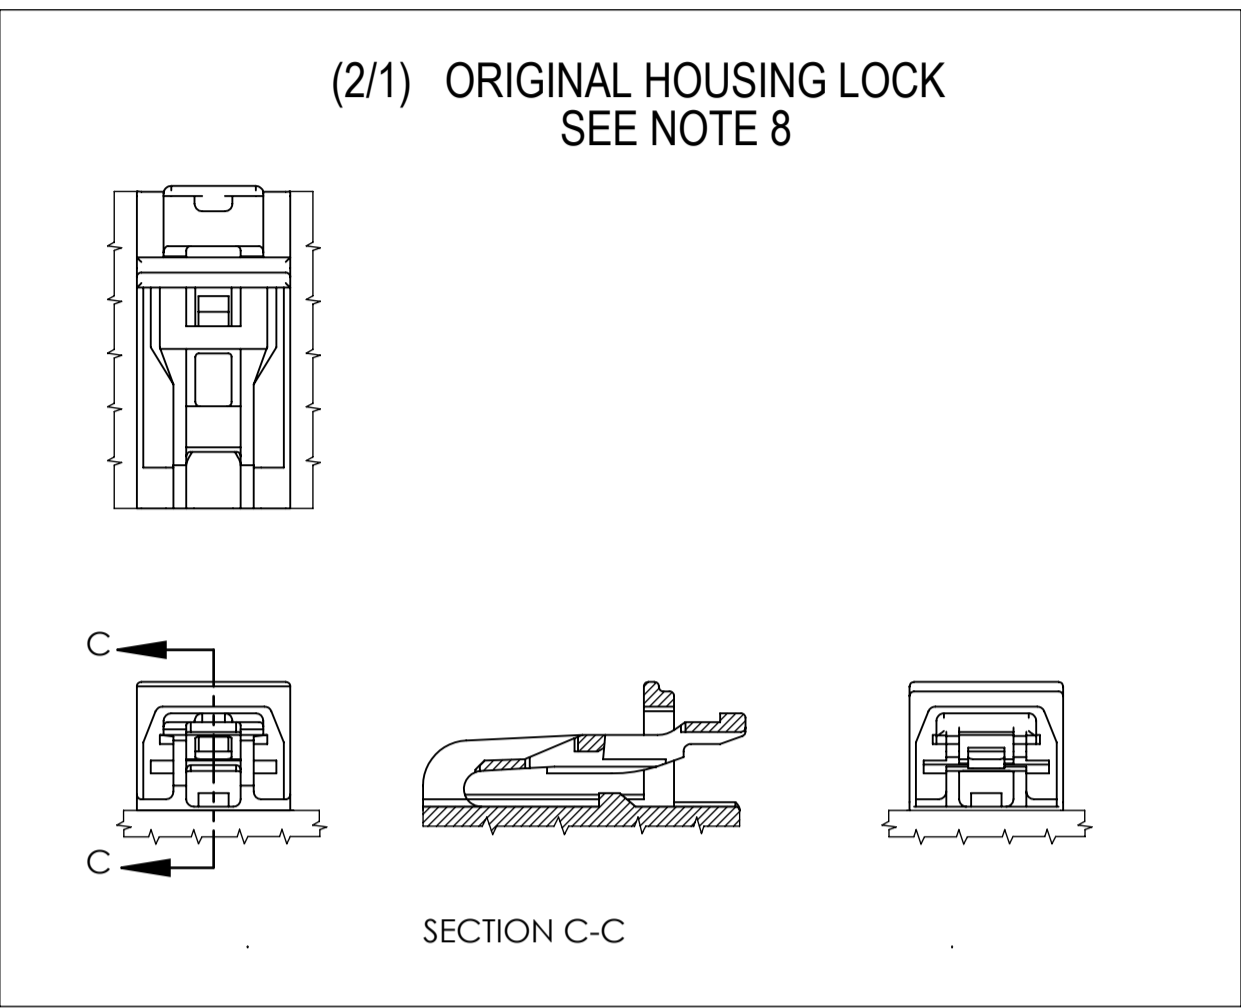 (2/1) ORIGINAL HOUSING LOCK
SEE NOTE 8
C
C
SECTION C-C